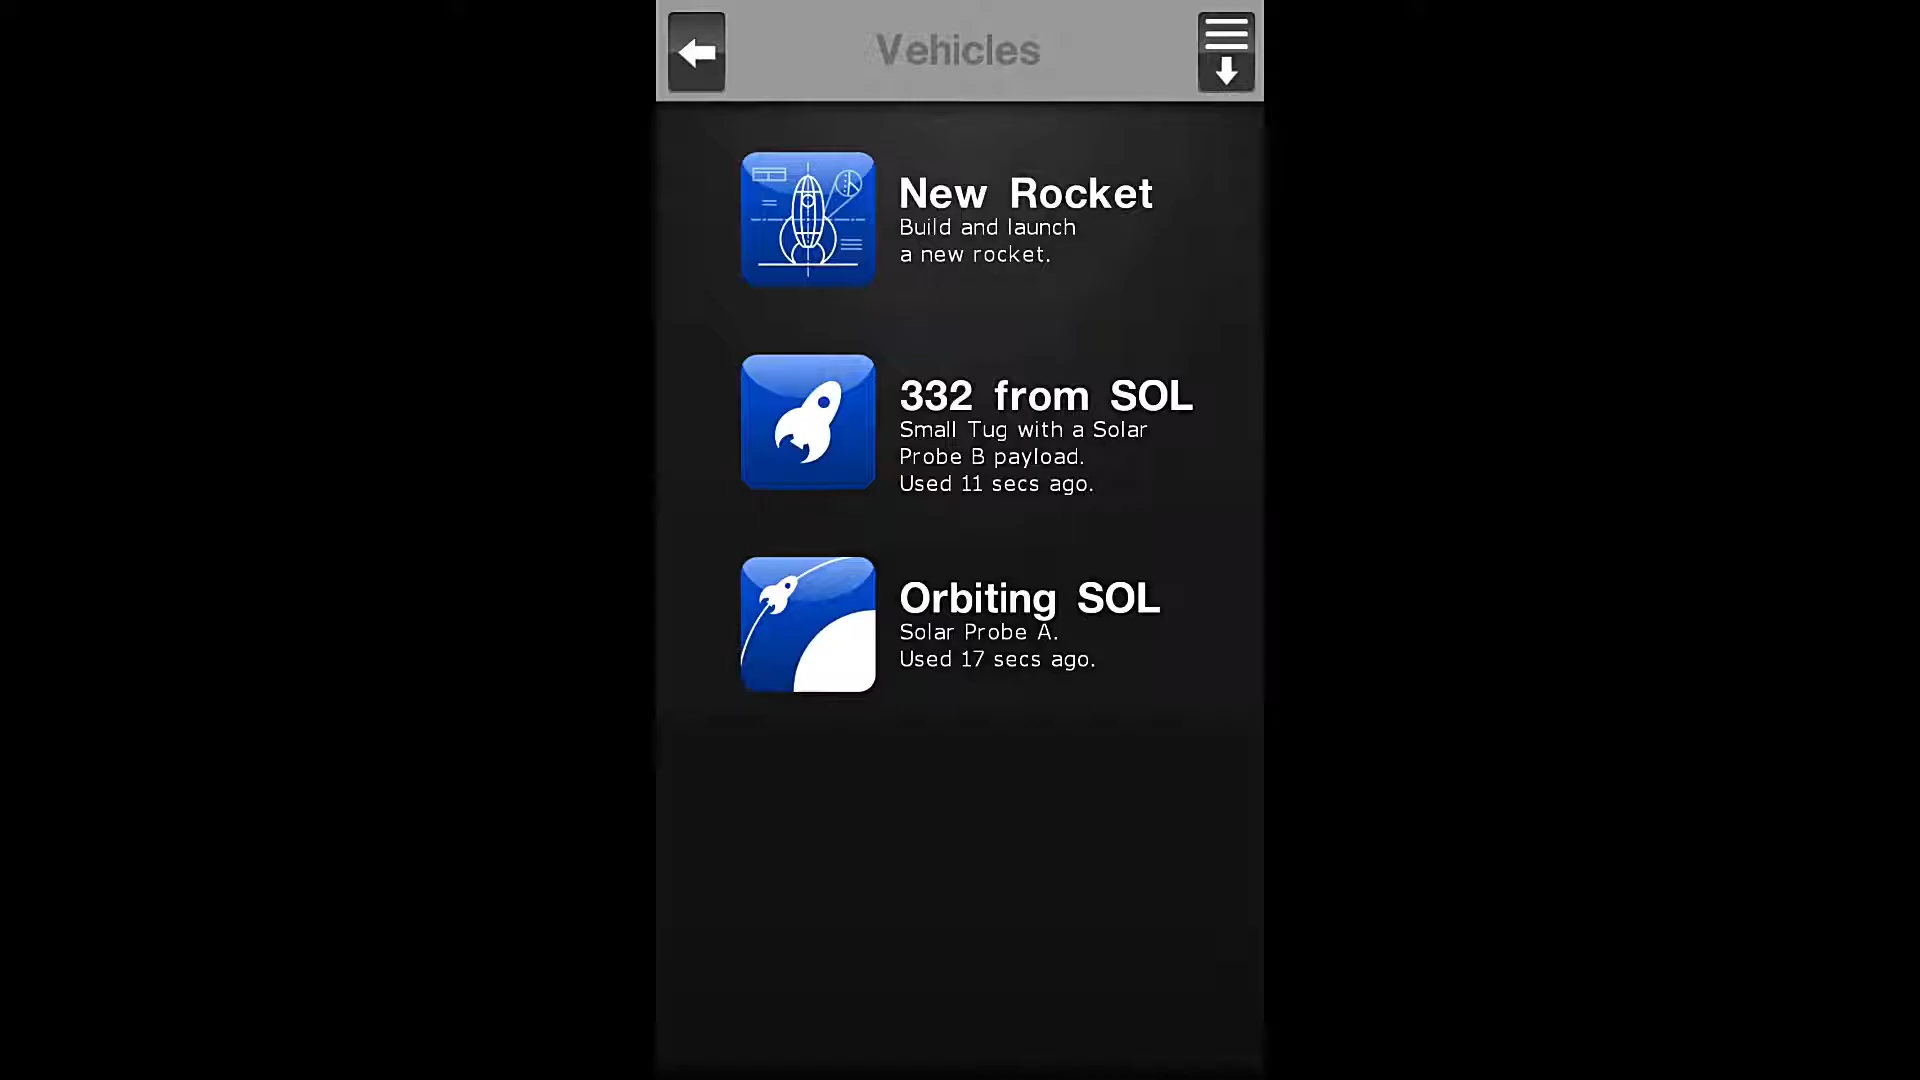 Vehicles
New Rocket
Build and launch
a new rocket.
332 from SOL
Small Tug with a Solar
Probe B payload.
Used 11 secs ago.
Orbiting SOL
Solar Probe A.
Used 17 secs ago.